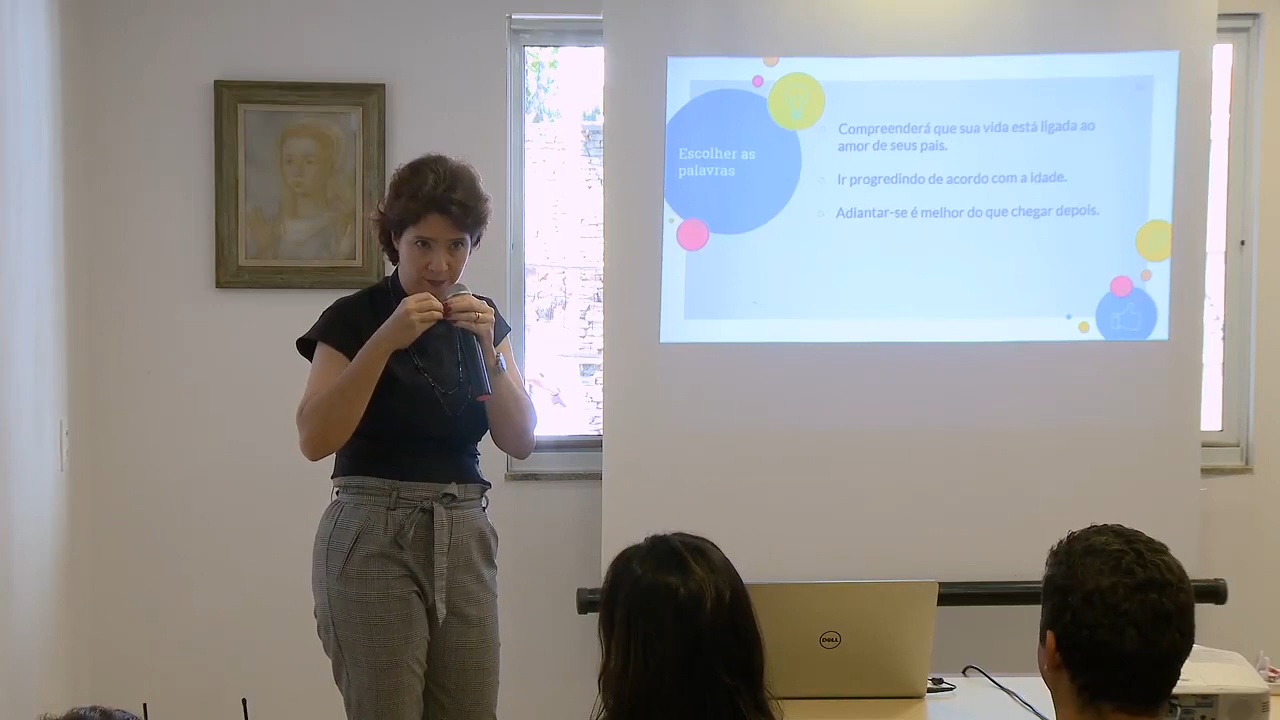 Escolher as
palavras
Compreenderá que sua vida está ligada ao
amor de seus pais.
Ir progredindo de acordo com a idade.
Adiantar-se é melhor do que chegar depois.
DELL